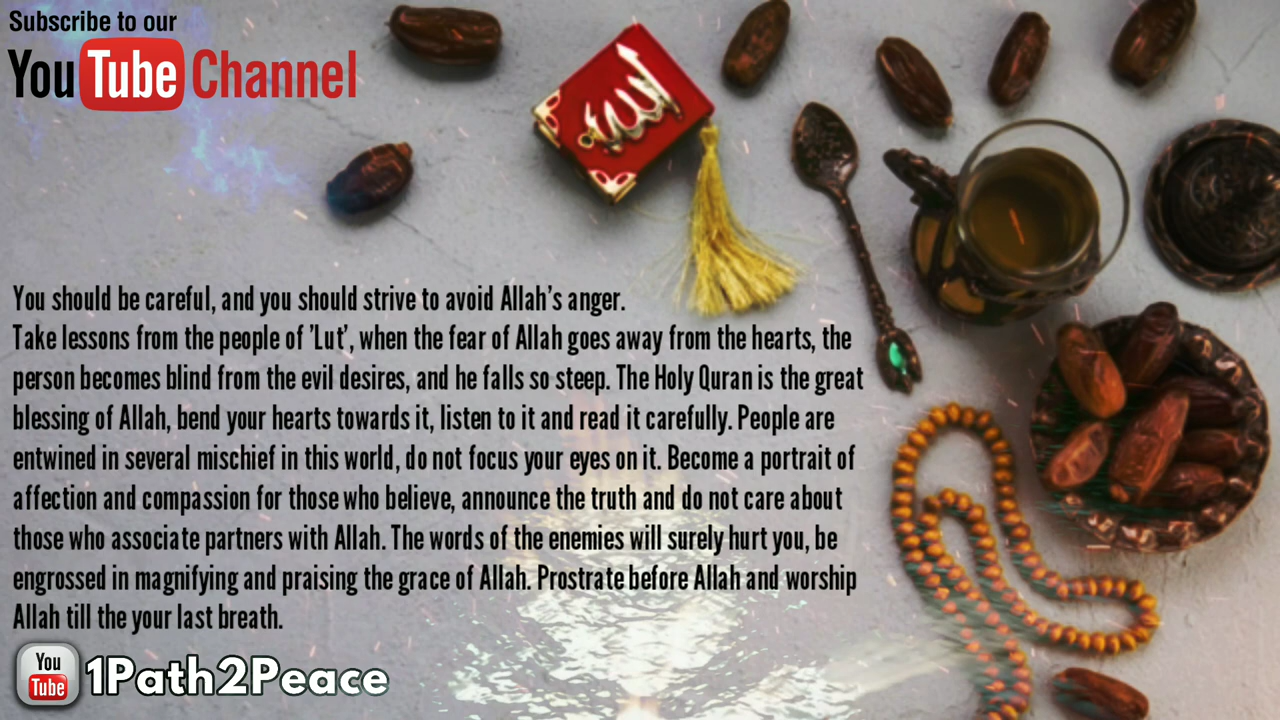 Subscribe to our
YouTube Channel
الله
You should be careful, and you should strive to avoid Allah's anger.
Take lessons from the people of 'Lut', when the fear of Allah goes away from the hearts, the
person becomes blind from the evil desires, and he falls so steep. The Holy Quran is the great
blessing of Allah, bend your hearts towards it, listen to it and read it carefully. People are
entwined in several mischief in this world, do not focus your eyes on it. Become a portrait of
affection and compassion for those who believe, announce the truth and do not care about
those who associate partners with Allah. The words of the enemies will surely hurt you, be
engrossed in magnifying and praising the grace of Allah. Prostrate before Allah and worship
Allah till the your last breath.
You
Tube
1Path2Peace